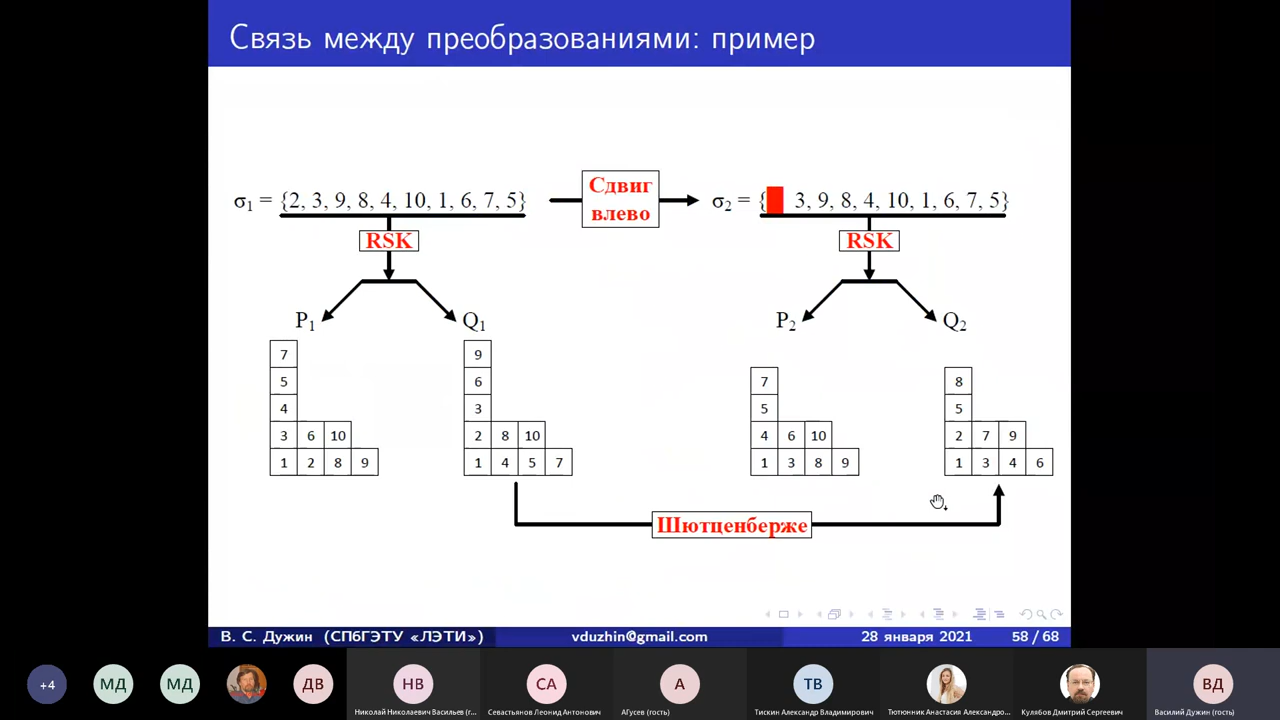 Связь между преобразованиями: пример
σ₁ = {2, 3, 9, 8, 4, 10, 1, 6, 7, 5}
Сдвиг
влево
σ₂ = { 3, 9, 8, 4, 10, 1, 6, 7, 5}
RSK
RSK
P₁
Q₁
P₂
Q₂
7
5
4
3 6 10
1 2 8 9
9
6
3
2 8 10
1 4 5 7
7
5
4 6 10
1 3 8 9
8
5
2 7 9
1 3 4 6
Шютценберже
В. С. Дужин (СПбГЭТУ «ЛЭТИ»)
vduzhin@gmail.com
28 января 2021
58 / 68
+4
МД
МД
ДВ
НВ
СА
А
ТВ
ВД
Николай Николаевич Васильев (г...
Севастьянов Леонид Антонович
АГусев (гость)
Тискин Александр Владимирович
Тютюнник Анастасия Александро...
Кулябов Дмитрий Сергеевич
Василий Дужин (гость)